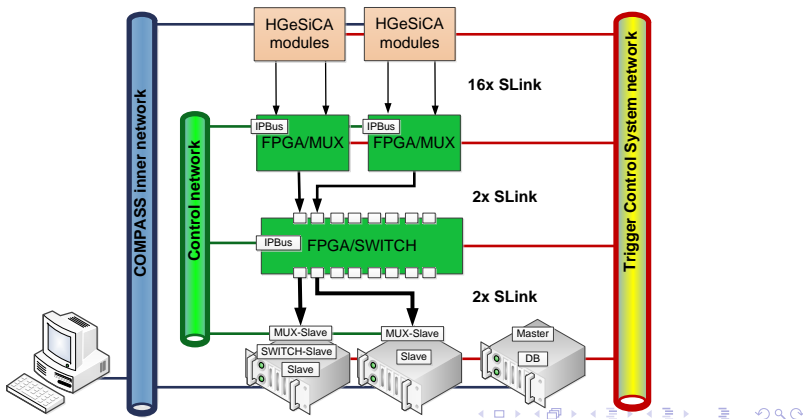 HGeSiCA
modules
HGeSiCA
modules
16x SLink
IPBus
FPGA/MUX
IPBus
FPGA/MUX
COMPASS inner network
Control network
Trigger Control System network
2x SLink
IPBus
FPGA/SWITCH
2x SLink
MUX-Slave
SWITCH-Slave
Slave
MUX-Slave
Slave
Master
DB